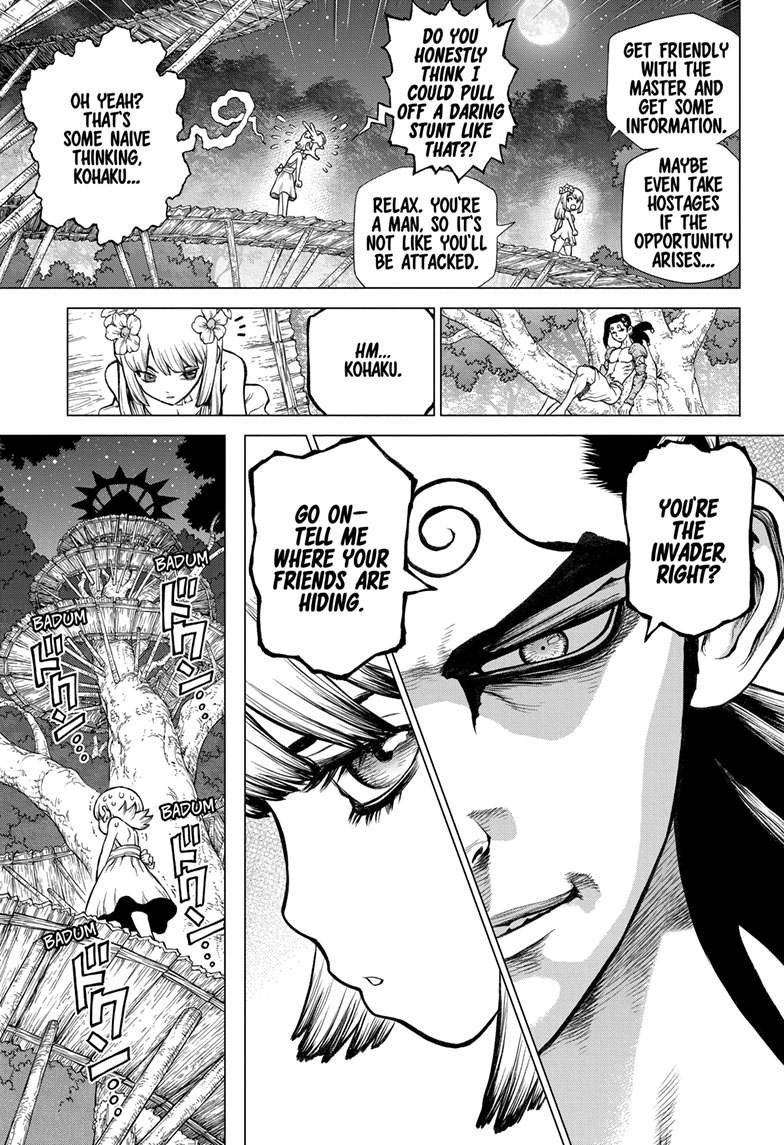 GET FRIENDLY
WITH THE
MASTER AND
GET SOME
INFORMATION.
MAYBE
EVEN TAKE
HOSTAGES
IF THE
OPPORTUNITY
ARISES...
DO YOU
HONESTLY
THINK I
COULD PULL
OFF A DARING
STUNT LIKE
THAT?!
RELAX. YOU'RE
A MAN, SO IT'S
NOT LIKE YOU'LL
BE ATTACKED.
OH YEAH?
THAT'S
SOME NAIVE
THINKING,
KOHAKU...
HM...
KOHAKU.
YOU'RE
THE
INVADER,
RIGHT?
GO ON—
TELL ME
WHERE YOUR
FRIENDS ARE
HIDING.
BADUM
ドクン...
BADUM
ドクン...
BADUM
ドクン...
BADUM
ドクン...